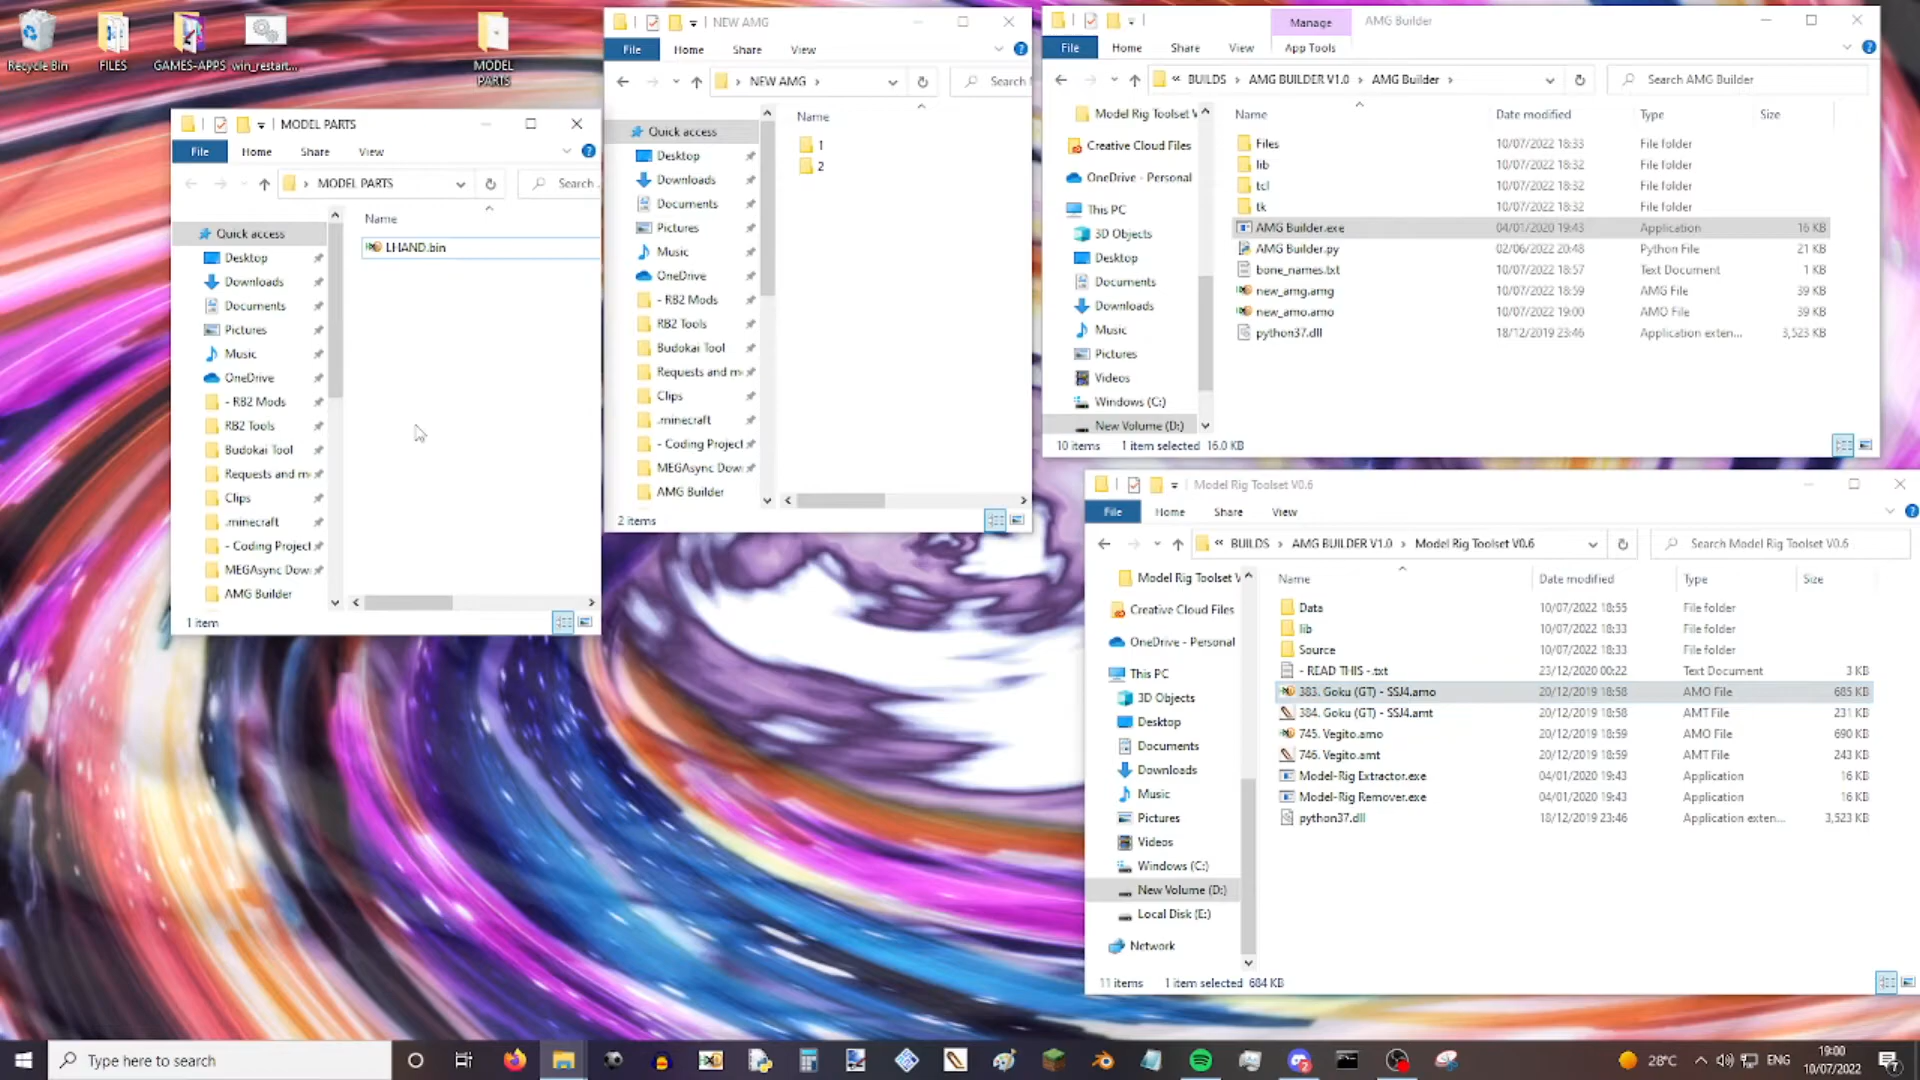 Recycle Bin
FILES
GAMES-APPS
win_restart...
MODEL PARTS
MODEL PARTS
File Home Share View
MODEL PARTS
Search
Name
Quick access
Desktop
Downloads
Documents
Pictures
Music
OneDrive
- RB2 Mods
RB2 Tools
Budokai Tool
Requests and m
Clips
.minecraft
- Coding Project
MEGAsync Dow
AMG Builder
LHAND.bin
1 item
NEW AMG
File Home Share View
NEW AMG
Search
Name
Quick access
Desktop
Downloads
Documents
Pictures
Music
OneDrive
- RB2 Mods
RB2 Tools
Budokai Tool
Requests and m
Clips
.minecraft
- Coding Project
MEGAsync Dow
AMG Builder
1
2
2 items
Manage AMG Builder
File Home Share View App Tools
« BUILDS > AMG BUILDER V1.0 > AMG Builder >
Search AMG Builder
Model Rig Toolset V
Creative Cloud Files
OneDrive - Personal
This PC
3D Objects
Desktop
Documents
Downloads
Music
Pictures
Videos
Windows (C:)
New Volume (D:)
Name Date modified Type Size
Files 10/07/2022 18:33 File folder
lib 10/07/2022 18:32 File folder
tcl 10/07/2022 18:32 File folder
tk 10/07/2022 18:32 File folder
AMG Builder.exe 04/01/2020 19:43 Application 16 KB
AMG Builder.py 02/06/2022 20:48 Python File 21 KB
bone_names.txt 10/07/2022 18:57 Text Document 1 KB
new_amg.amg 10/07/2022 18:59 AMG File 39 KB
new_amo.amo 10/07/2022 19:00 AMO File 39 KB
python37.dll 18/12/2019 23:46 Application exten... 3,523 KB
10 items 1 item selected 16.0 KB
Model Rig Toolset V0.6
File Home Share View
« BUILDS > AMG BUILDER V1.0 > Model Rig Toolset V0.6
Search Model Rig Toolset V0.6
Model Rig Toolset V
Creative Cloud Files
OneDrive - Personal
This PC
3D Objects
Desktop
Documents
Downloads
Music
Pictures
Videos
Windows (C:)
New Volume (D:)
Local Disk (E:)
Network
Name Date modified Type Size
Data 10/07/2022 18:55 File folder
lib 10/07/2022 18:33 File folder
Source 10/07/2022 18:33 File folder
- READ THIS -.txt 23/12/2020 00:22 Text Document 3 KB
383. Goku (GT) - SSJ4.amo 20/12/2019 18:58 AMO File 685 KB
384. Goku (GT) - SSJ4.amt 20/12/2019 18:58 AMT File 231 KB
745. Vegito.amo 20/12/2019 18:59 AMO File 690 KB
746. Vegito.amt 20/12/2019 18:59 AMT File 243 KB
Model-Rig Extractor.exe 04/01/2020 19:43 Application 16 KB
Model-Rig Remover.exe 04/01/2020 19:43 Application 16 KB
python37.dll 18/12/2019 23:46 Application exten... 3,523 KB
11 items 1 item selected 684 KB
Type here to search
28°C
ENG
19:00
10/07/2022